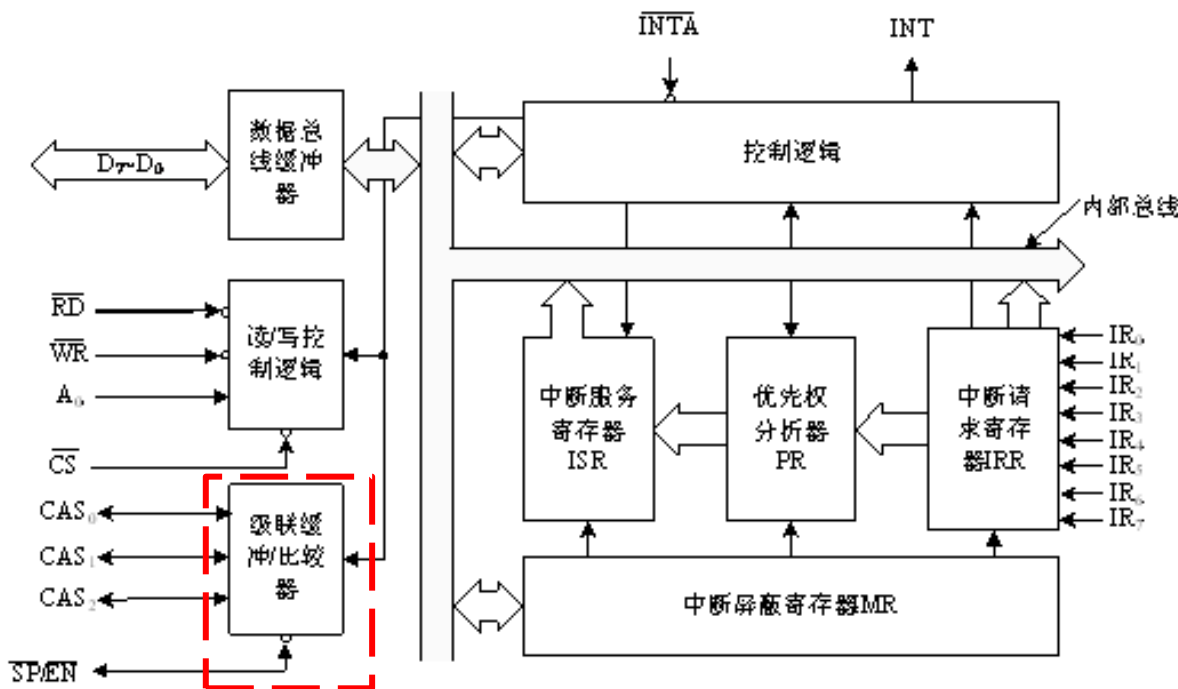 INTA
INT
数据总
线缓冲
器
D7-D0
控制逻辑
内部总线
RD
WR
A0
CS
读/写控
制逻辑
中断服务
寄存器
ISR
优先权
分析器
PR
中断请
求寄存
器IRR
IR0
IR1
IR2
IR3
IR4
IR5
IR6
IR7
CAS0
CAS1
CAS2
SP/EN
级联缓
冲/比较
器
中断屏蔽寄存器IMR